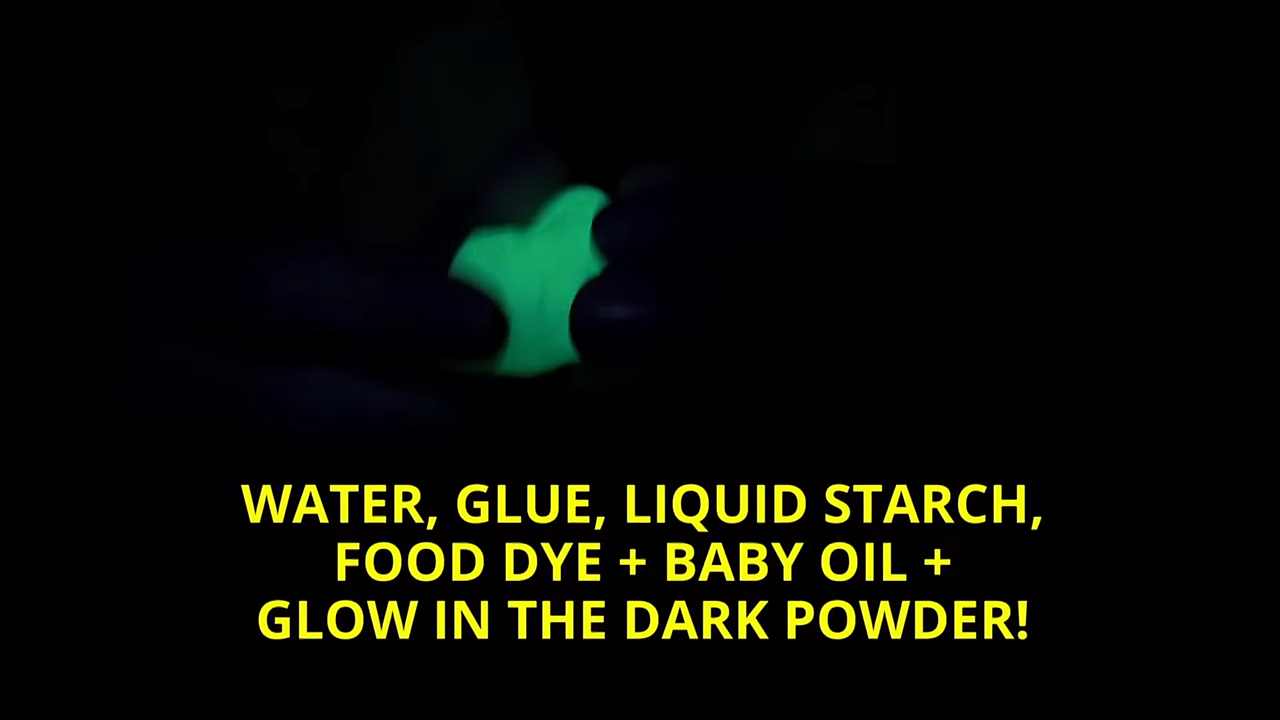 WATER, GLUE, LIQUID STARCH,
FOOD DYE + BABY OIL +
GLOW IN THE DARK POWDER!